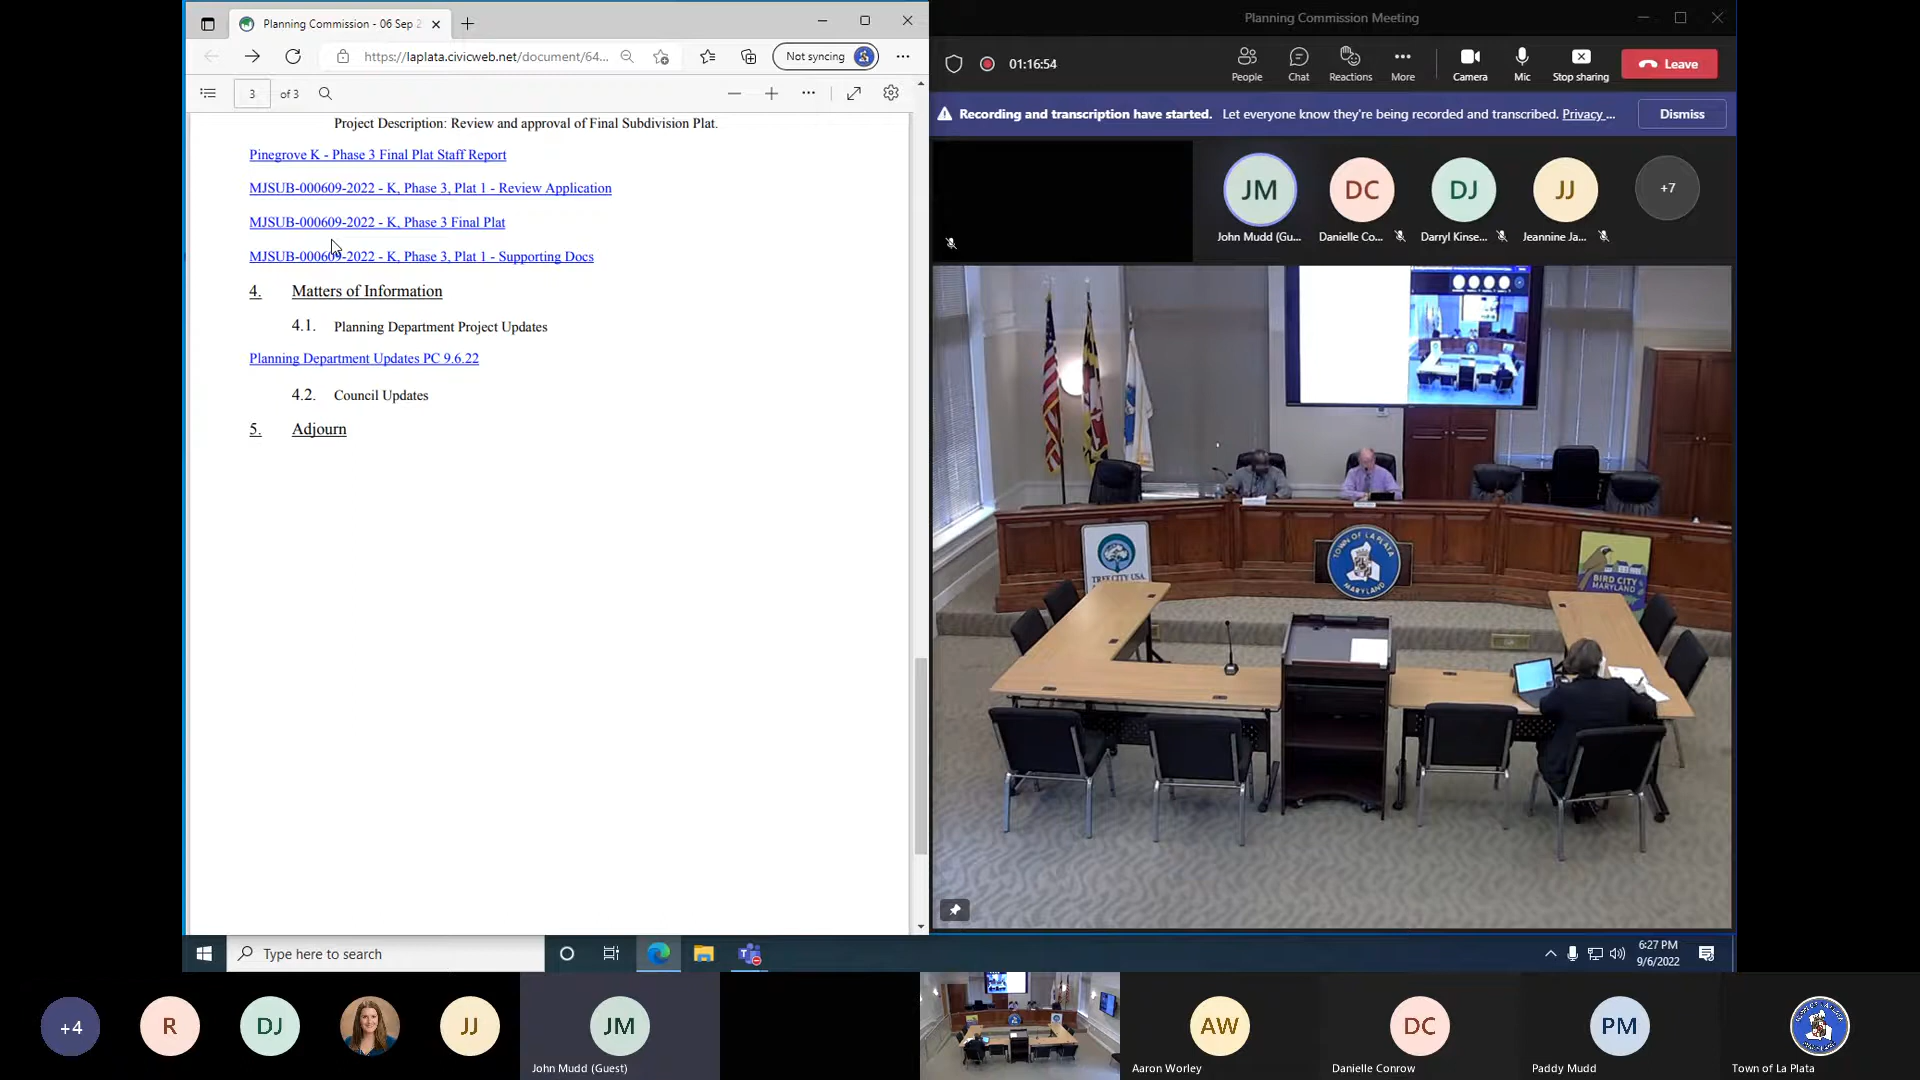 Planning Commission - 06 Sep 2
https://laplata.civicweb.net/document/64...
Not syncing
3 of 3
Project Description: Review and approval of Final Subdivision Plat.
Pinegrove K - Phase 3 Final Plat Staff Report
MJSUB-000609-2022 - K, Phase 3, Plat 1 - Review Application
MJSUB-000609-2022 - K, Phase 3 Final Plat
MJSUB-000609-2022 - K, Phase 3, Plat 1 - Supporting Docs
4. Matters of Information
4.1. Planning Department Project Updates
Planning Department Updates PC 9.6.22
4.2. Council Updates
5. Adjourn
Planning Commission Meeting
01:16:54
People Chat Reactions More Camera Mic Stop sharing Leave
Recording and transcription have started. Let everyone know they're being recorded and transcribed. Privacy ... Dismiss
JM DC DJ JJ +7
John Mudd (Gu... Danielle Co... Darryl Kinse... Jeannine Ja...
TREE CITY USA
TOWN OF LA PLATA
MARYLAND
BIRD CITY
MARYLAND
Type here to search
6:27 PM
9/6/2022
+4 R DJ JJ JM AW DC PM
John Mudd (Guest) Aaron Worley Danielle Conrow Paddy Mudd Town of La Plata